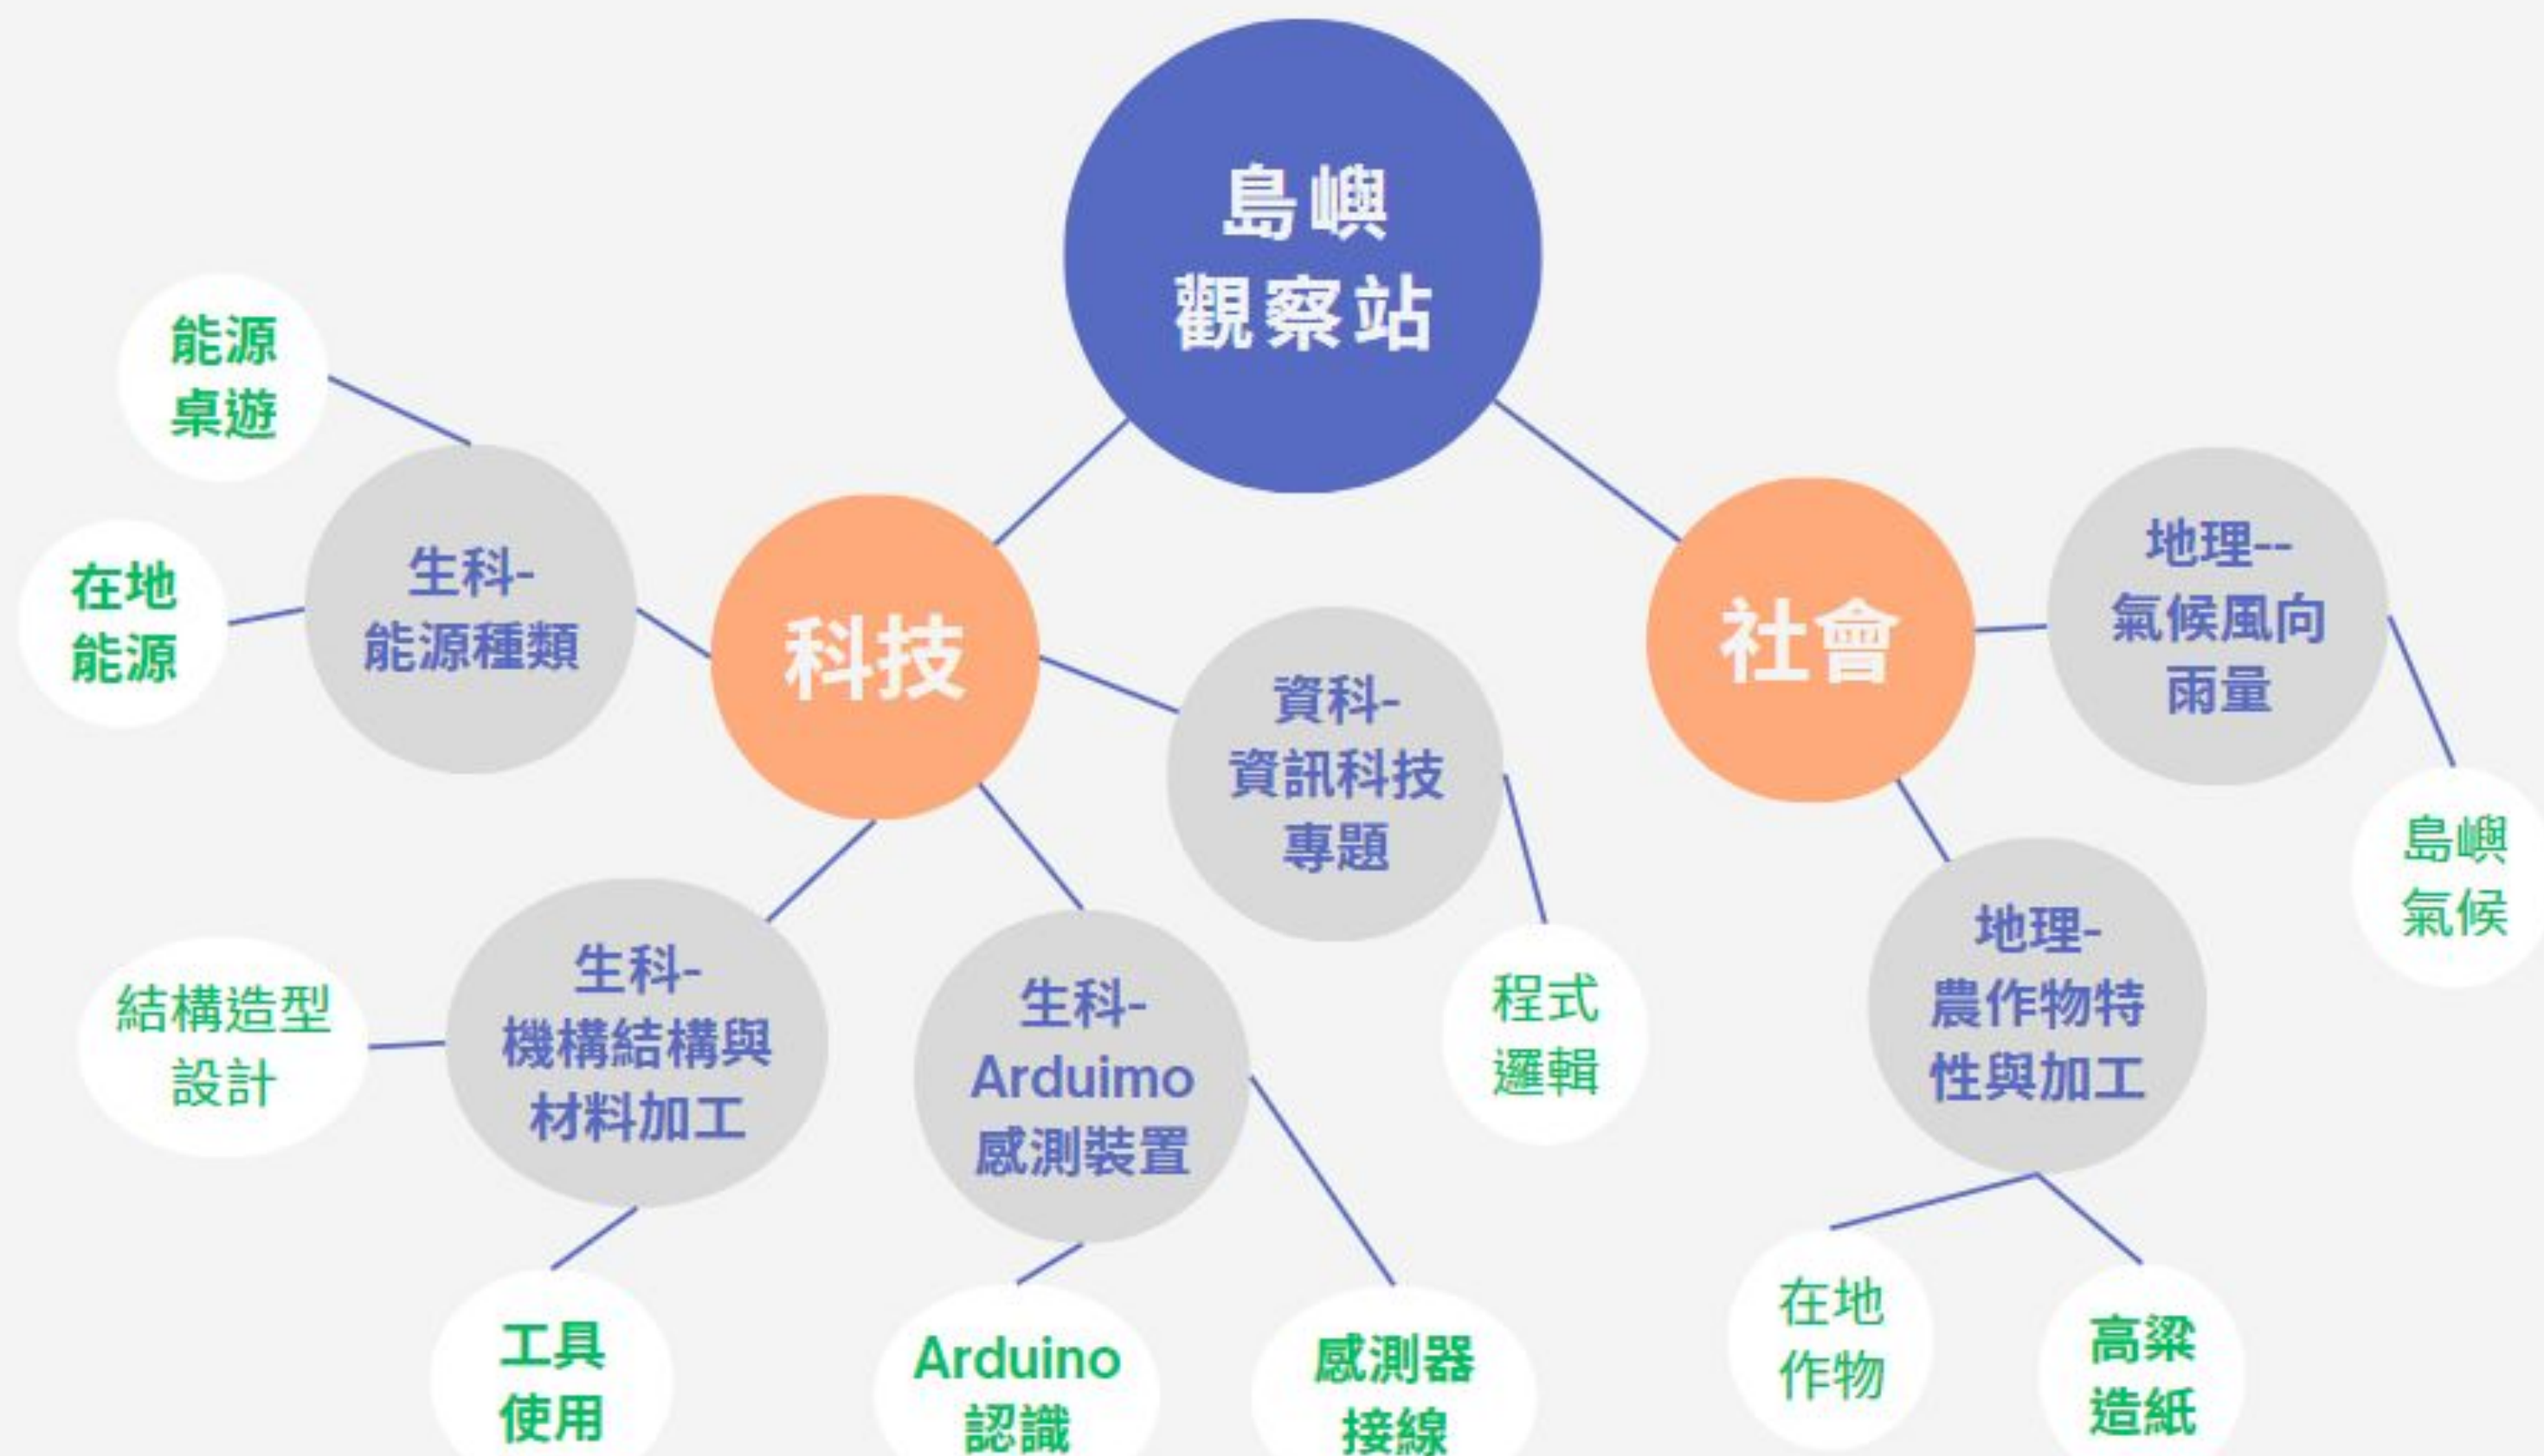 島嶼
觀察站
能源
桌遊
在地
能源
生科-
能源種類
科技
資科-
資訊科技
專題
社會
地理--
氣候風向
雨量
島嶼
氣候
結構造型
設計
生科-
機構結構與
材料加工
生科-
Arduimo
感測裝置
程式
邏輯
地理-
農作物特
性與加工
工具
使用
Arduino
認識
感測器
接線
在地
作物
高粱
造紙